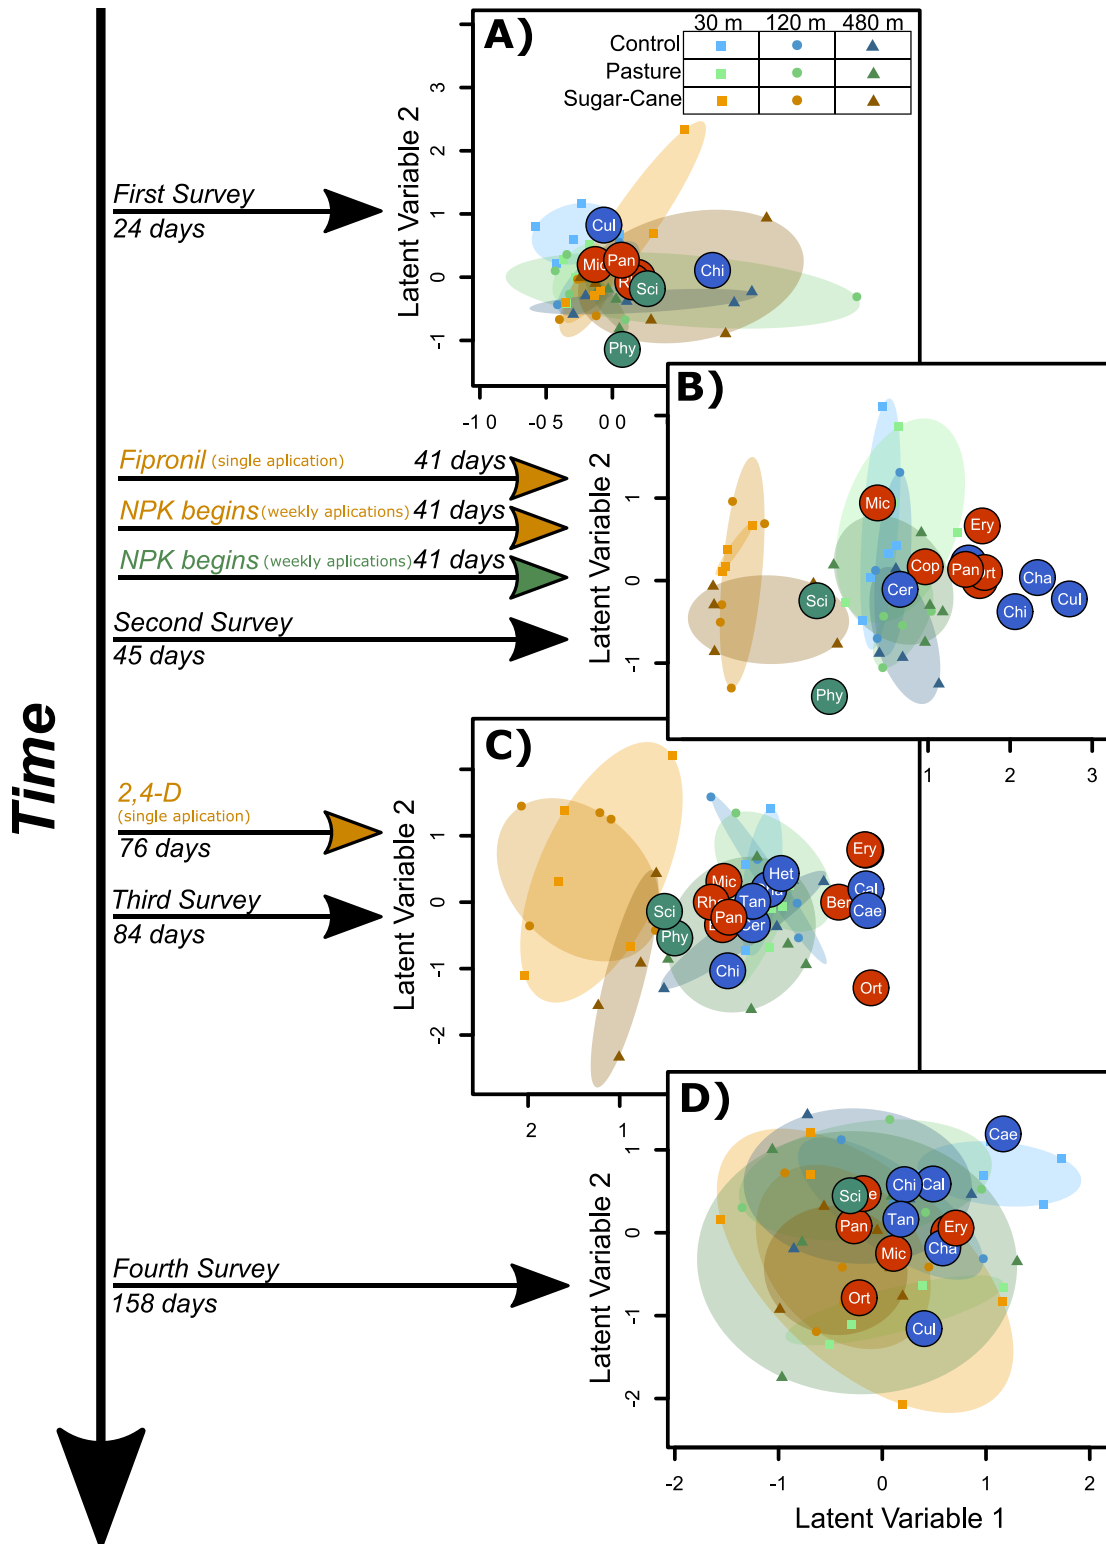 A)
30 m 120 m 480 m
Control
Pasture
Sugar-Cane
Latent Variable 2
3
2
1
0
-1
-1 0 -0 5 0 0
Cul
Mic
Pan
Sci
Chi
Phy
First Survey
24 days
B)
Latent Variable 2
1
0
-1
1 2 3
Mic
Ery
Cop
Pan
Cer
Sci
Cha
Chi
Cul
Phy
Fipronil (single aplication) 41 days
NPK begins (weekly aplications) 41 days
NPK begins (weekly aplications) 41 days
Second Survey
45 days
Time
C)
Latent Variable 2
1
0
-1
-2
2 1
Ery
Het
Mic
Cal
Tan
Ber
Cae
Sci
Pan
Cer
Phy
Chi
Ort
2,4-D
(single aplication)
76 days
Third Survey
84 days
D)
Latent Variable 2
1
0
-1
-2
-2 -1 0 1 2
Latent Variable 1
Cae
Sci
Chi
Cal
Pan
Tan
Ery
Mic
Cha
Ort
Cul
Fourth Survey
158 days